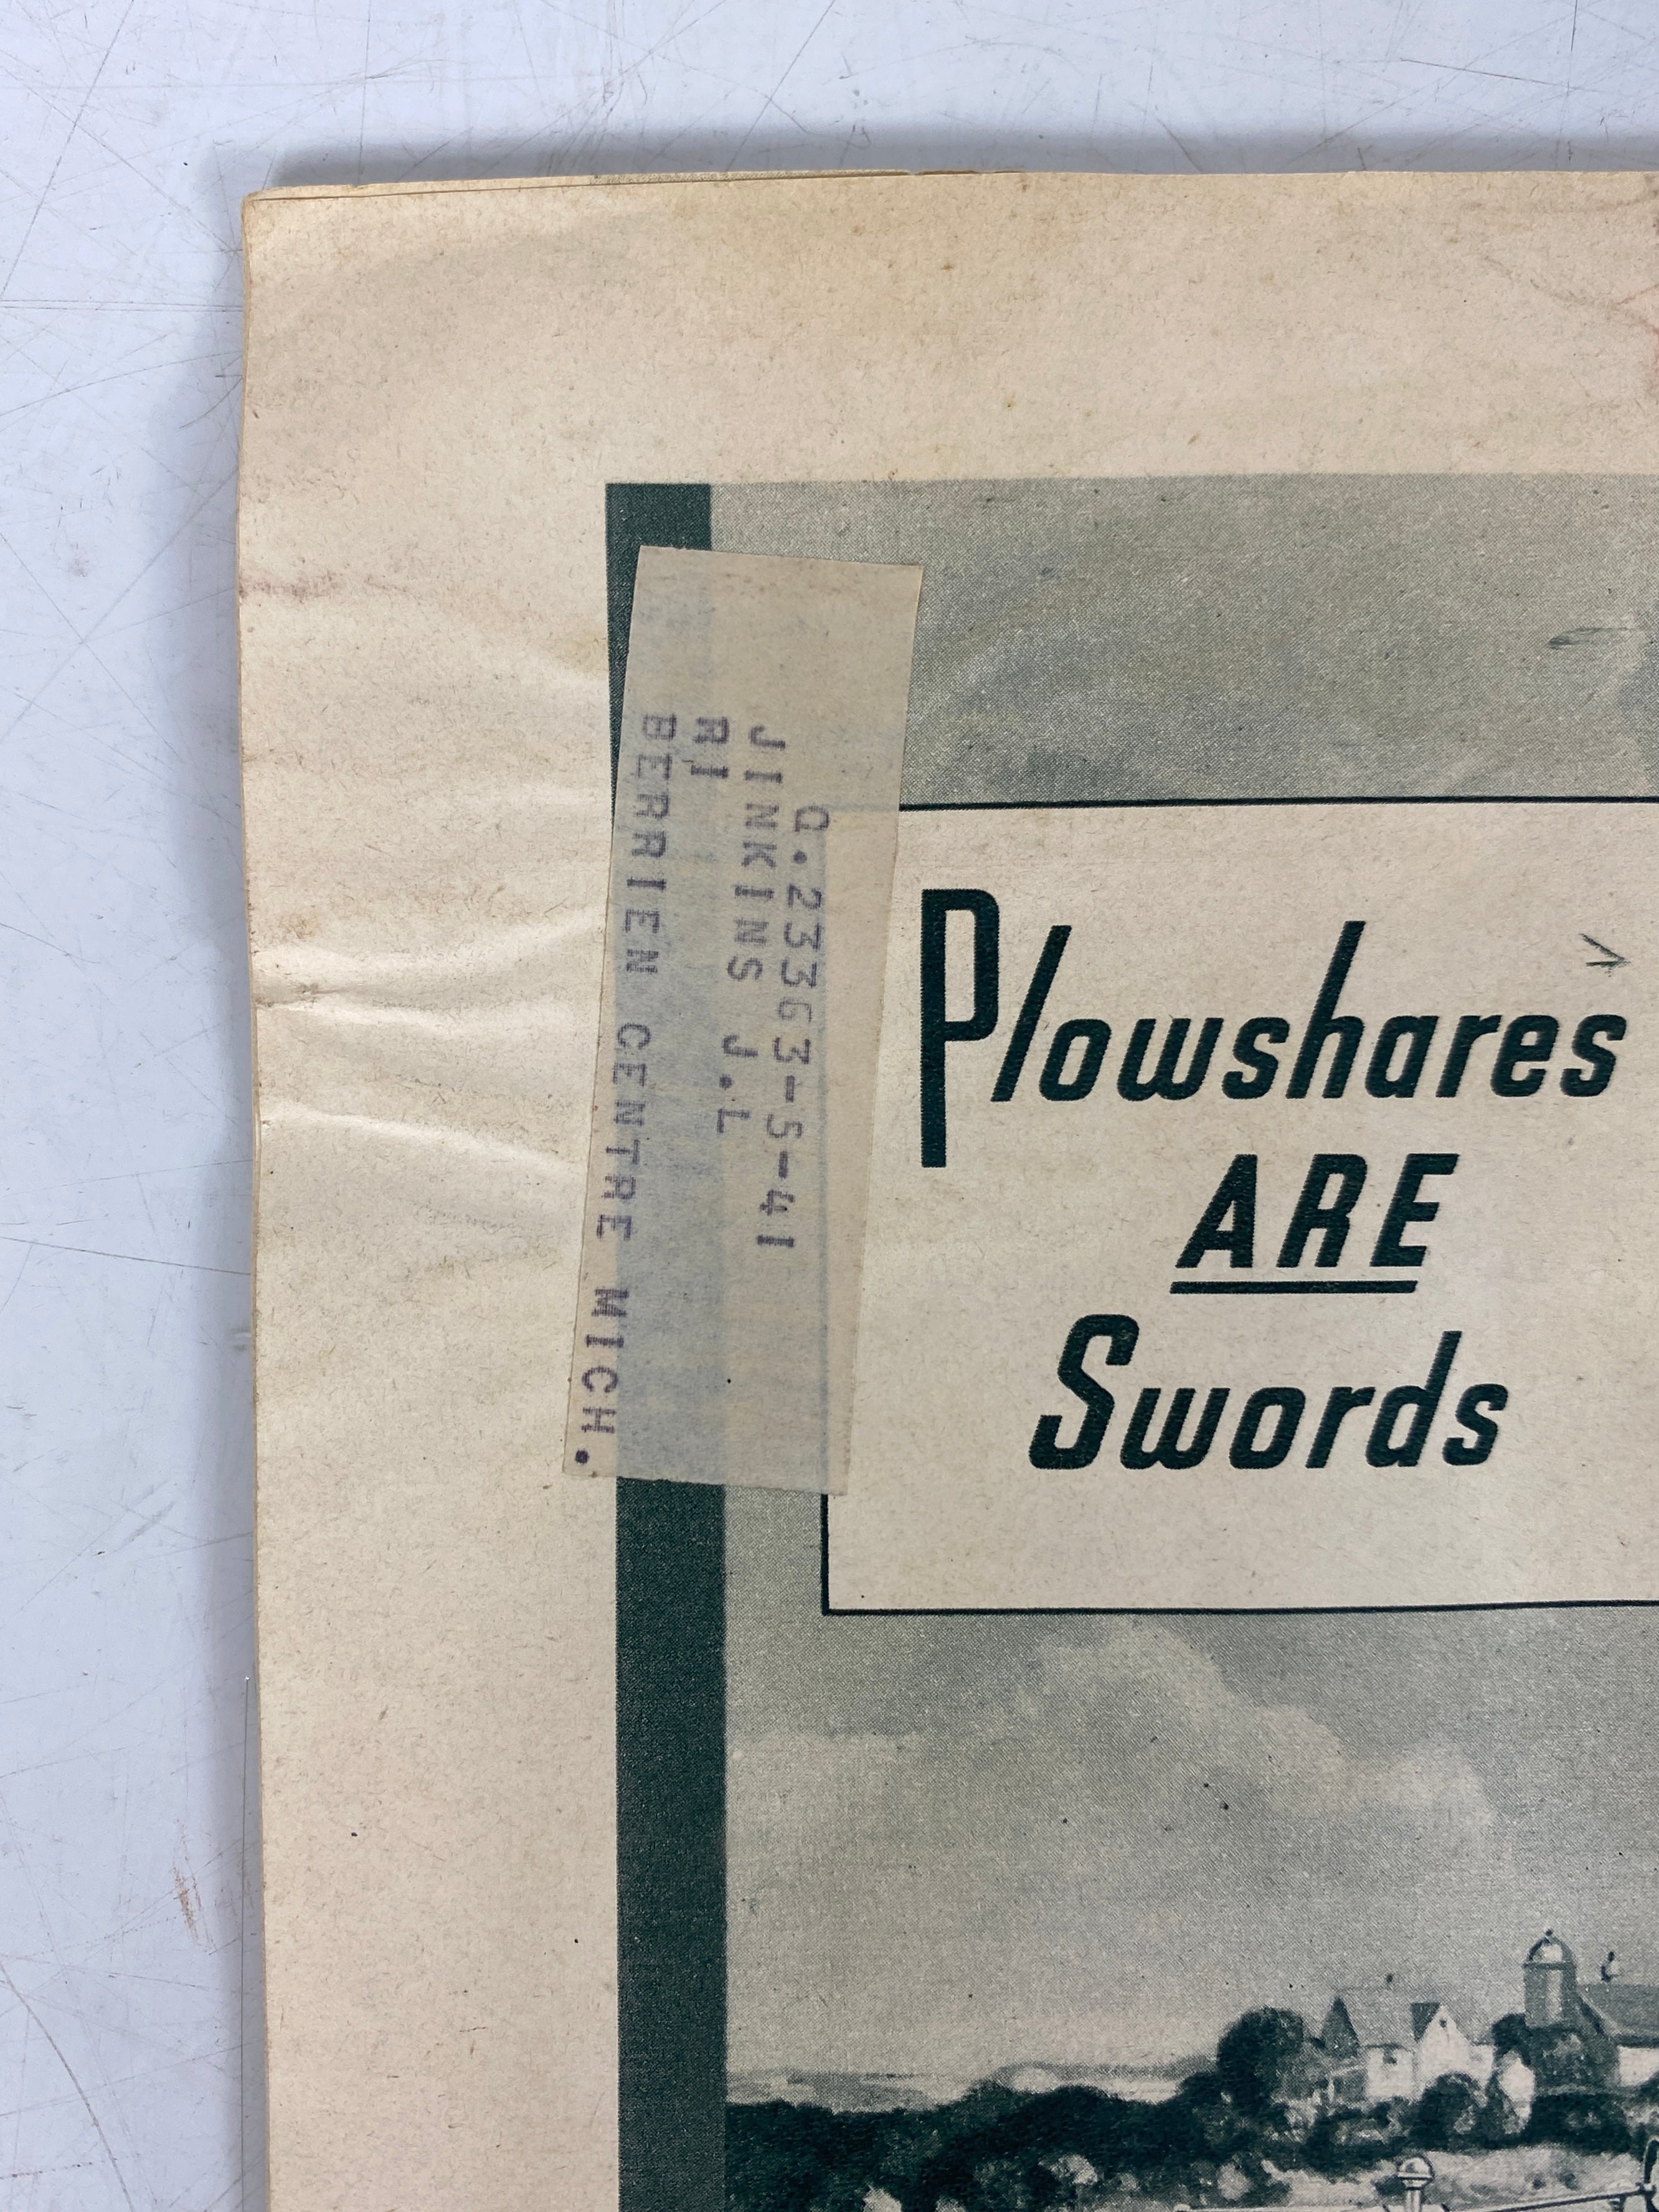 Q.23363-5-41
JINKINS J.L
R1
BERRIEN CENTRE MICH.
Plowshares
ARE
Swords